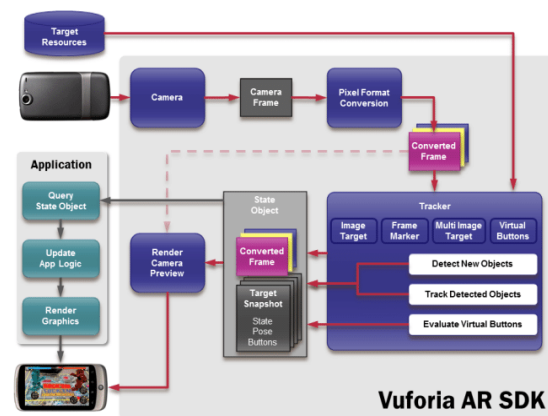 Target
Resources
Camera
Camera
Frame
Pixel Format
Conversion
Converted
Frame
Application
Query
State Object
Update
App Logic
Render
Graphics
Render
Camera
Preview
State
Object
Converted
Frame
Target
Snapshot
State
Pose
Buttons
Tracker
Image
Target
Frame
Marker
Multi Image
Target
Virtual
Buttons
Detect New Objects
Track Detected Objects
Evaluate Virtual Buttons
Vuforia AR SDK